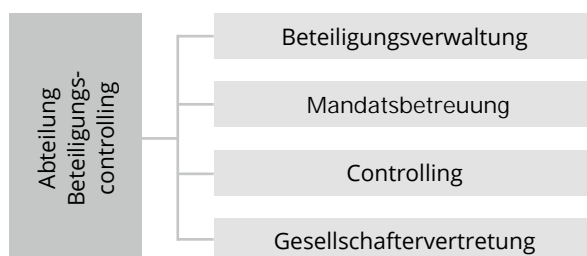 Abteilung
Beteiligungs-
controlling
Beteiligungsverwaltung
Mandatsbetreuung
Controlling
Gesellschaftervertretung